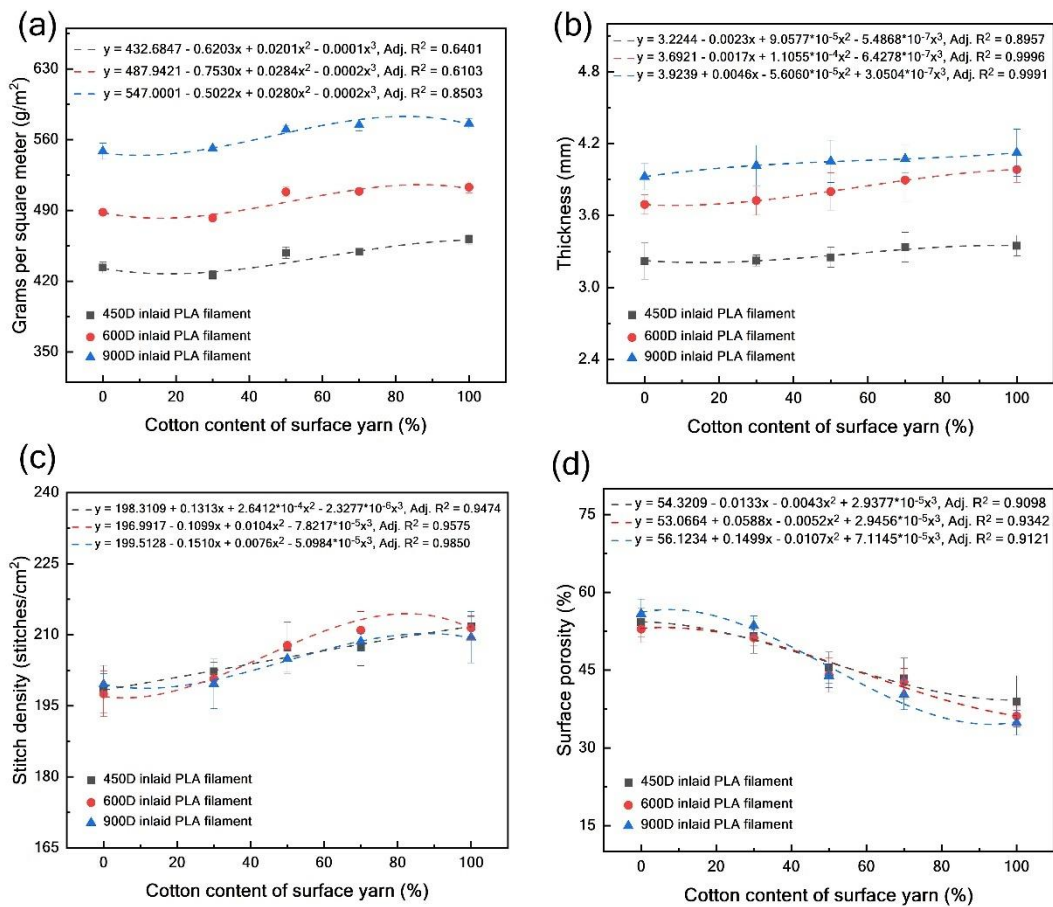 (a)
y = 432.6847 - 0.6203x + 0.0201x² - 0.0001x³, Adj. R² = 0.6401
y = 487.9421 - 0.7530x + 0.0284x² - 0.0002x³, Adj. R² = 0.6103
y = 547.0001 - 0.5022x + 0.0280x² - 0.0002x³, Adj. R² = 0.8503
630
560
490
420
350
Grams per square meter (g/m²)
450D inlaid PLA filament
600D inlaid PLA filament
900D inlaid PLA filament
0 20 40 60 80 100
Cotton content of surface yarn (%)
(b)
y = 3.2244 - 0.0023x + 9.0577*10⁻⁵x² - 5.4868*10⁻⁷x³, Adj. R² = 0.8957
y = 3.6921 - 0.0017x + 1.1055*10⁻⁴x² - 6.4278*10⁻⁷x³, Adj. R² = 0.9996
y = 3.9239 + 0.0046x - 5.6060*10⁻⁵x² + 3.0504*10⁻⁷x³, Adj. R² = 0.9991
4.8
4.2
3.6
3.0
2.4
Thickness (mm)
450D inlaid PLA filament
600D inlaid PLA filament
900D inlaid PLA filament
0 20 40 60 80 100
Cotton content of surface yarn (%)
(c)
y = 198.3109 + 0.1313x + 2.6412*10⁻⁴x² - 2.3277*10⁻⁶x³, Adj. R² = 0.9474
y = 196.9917 - 0.1099x + 0.0104x² - 7.8217*10⁻⁵x³, Adj. R² = 0.9575
y = 199.5128 - 0.1510x + 0.0076x² - 5.0984*10⁻⁵x³, Adj. R² = 0.9850
240
225
210
195
180
165
Stitch density (stitches/cm²)
450D inlaid PLA filament
600D inlaid PLA filament
900D inlaid PLA filament
0 20 40 60 80 100
Cotton content of surface yarn (%)
(d)
y = 54.3209 - 0.0133x - 0.0043x² + 2.9377*10⁻⁵x³, Adj. R² = 0.9098
y = 53.0664 + 0.0588x - 0.0052x² + 2.9456*10⁻⁵x³, Adj. R² = 0.9342
y = 56.1234 + 0.1499x - 0.0107x² + 7.1145*10⁻⁵x³, Adj. R² = 0.9121
75
60
45
30
15
Surface porosity (%)
450D inlaid PLA filament
600D inlaid PLA filament
900D inlaid PLA filament
0 20 40 60 80 100
Cotton content of surface yarn (%)